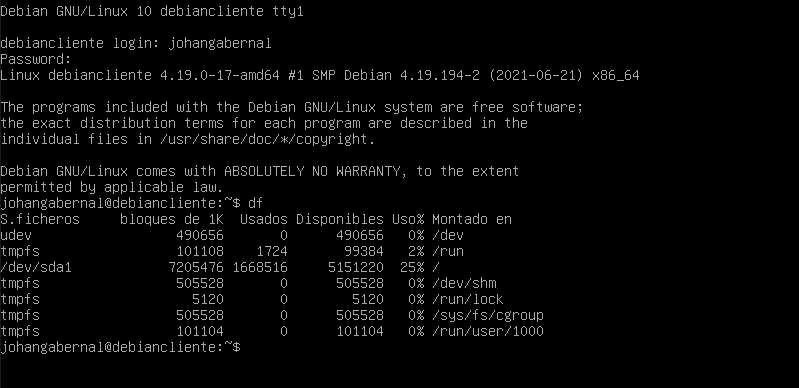 Debian GNU/Linux 10 debiancliente tty1
debiancliente login: johangabernal
Password:
Linux debiancliente 4.19.0-17-amd64 #1 SMP Debian 4.19.194-2 (2021-06-21) x86_64
The programs included with the Debian GNU/Linux system are free software;
the exact distribution terms for each program are described in the
individual files in /usr/share/doc/*/copyright.
Debian GNU/Linux comes with ABSOLUTELY NO WARRANTY, to the extent
permitted by applicable law.
johangabernal@debiancliente:~$ df
S.ficheros     bloques de 1K  Usados Disponibles Uso% Montado en
udev                  490656       0      490656   0% /dev
tmpfs                 101108    1724       99384   2% /run
/dev/sda1            7205476 1668516     5151220  25% /
tmpfs                 505528       0      505528   0% /dev/shm
tmpfs                   5120       0        5120   0% /run/lock
tmpfs                 505528       0      505528   0% /sys/fs/cgroup
tmpfs                 101104       0      101104   0% /run/user/1000
johangabernal@debiancliente:~$